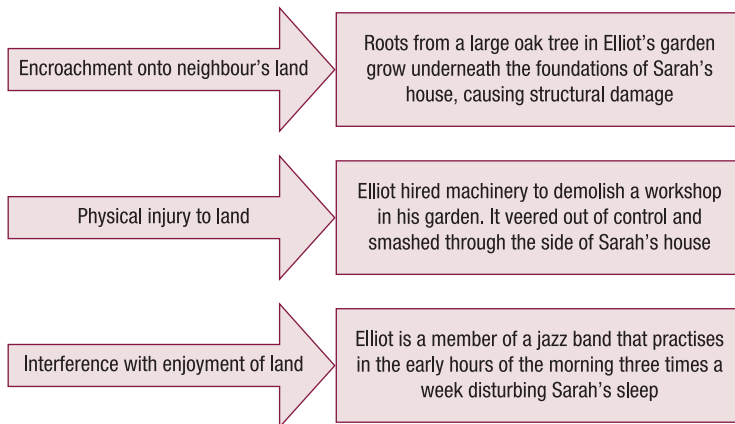 Encroachment onto neighbour's land
Roots from a large oak tree in Elliot's garden
grow underneath the foundations of Sarah's
house, causing structural damage
Physical injury to land
Elliot hired machinery to demolish a workshop
in his garden. It veered out of control and
smashed through the side of Sarah's house
Interference with enjoyment of land
Elliot is a member of a jazz band that practises
in the early hours of the morning three times a
week disturbing Sarah's sleep